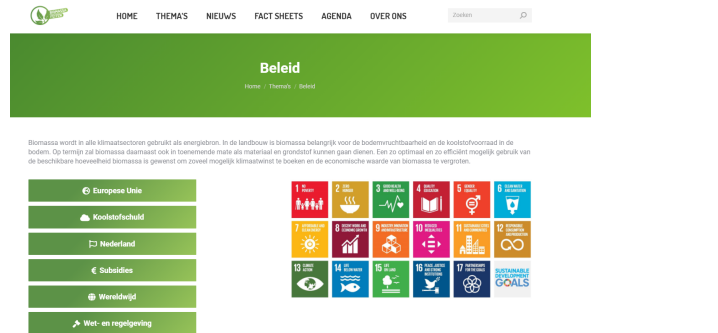 HOME THEMA'S NIEUWS FACT SHEETS AGENDA OVER ONS Zoeken
Beleid
Home / Thema's / Beleid
Biomassa wordt in alle klimaatsectoren gebruikt als energiebron. In de landbouw is biomassa belangrijk voor de bodemvruchtbaarheid en de koolstofvoorraad in de
bodem. Op termijn zal biomassa daarnaast ook in toenemende mate als materiaal en grondstof kunnen gaan dienen. Een zo optimaal en zo efficiënt mogelijk gebruik van
de beschikbare hoeveelheid biomassa is gewenst om zoveel mogelijk klimaatwinst te boeken en de economische waarde van biomassa te vergroten.
Europese Unie
Koolstofschuld
Nederland
€ Subsidies
Wereldwijd
Wet- en regelgeving
1 NO POVERTY
2 ZERO HUNGER
3 GOOD HEALTH AND WELL-BEING
4 QUALITY EDUCATION
5 GENDER EQUALITY
6 CLEAN WATER AND SANITATION
7 AFFORDABLE AND CLEAN ENERGY
8 DECENT WORK AND ECONOMIC GROWTH
9 INDUSTRY, INNOVATION AND INFRASTRUCTURE
10 REDUCED INEQUALITIES
11 SUSTAINABLE CITIES AND COMMUNITIES
12 RESPONSIBLE CONSUMPTION AND PRODUCTION
13 CLIMATE ACTION
14 LIFE BELOW WATER
15 LIFE ON LAND
16 PEACE, JUSTICE AND STRONG INSTITUTIONS
17 PARTNERSHIPS FOR THE GOALS
SUSTAINABLE
DEVELOPMENT
GOALS